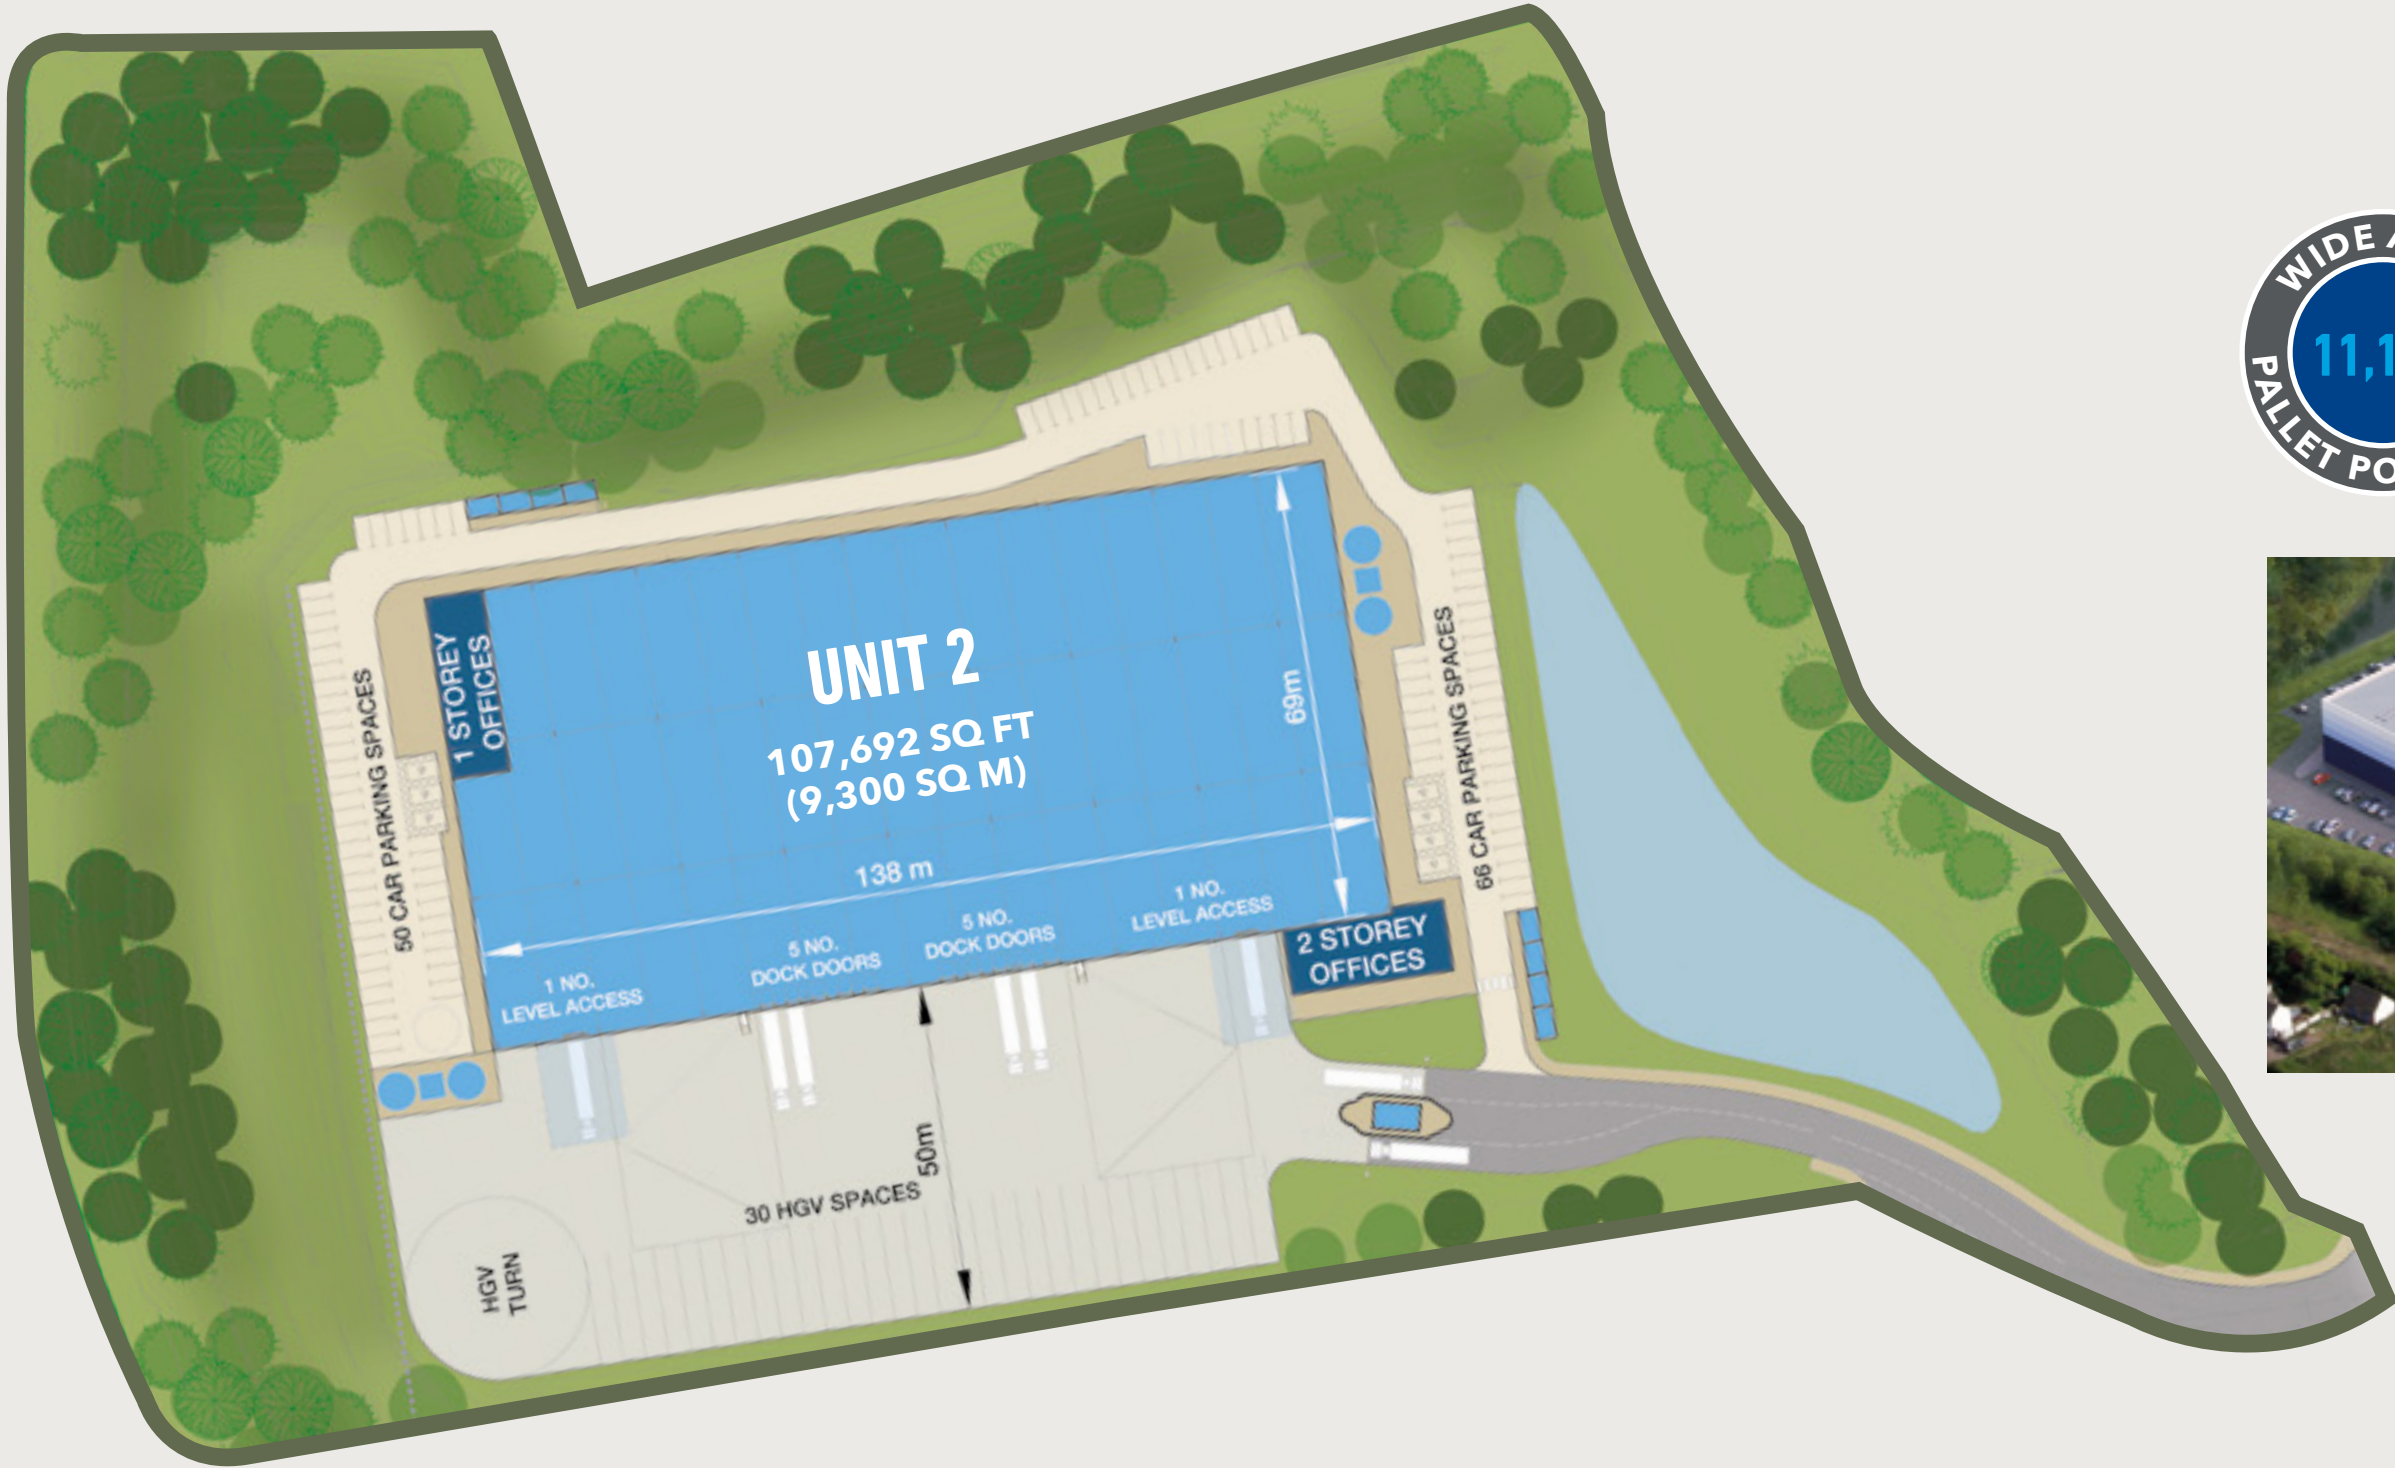 WIDE
11,1
PALLET
1 STOREY
OFFICES
UNIT 2
107,692 SQ FT
(9,300 SQ M)
69m
138 m
50 CAR PARKING SPACES
66 CAR PARKING SPACES
1 NO.
LEVEL ACCESS
5 NO.
DOCK DOORS
5 NO.
DOCK DOORS
1 NO.
LEVEL ACCESS
2 STOREY
OFFICES
50m
30 HGV SPACES
HGV
TURN